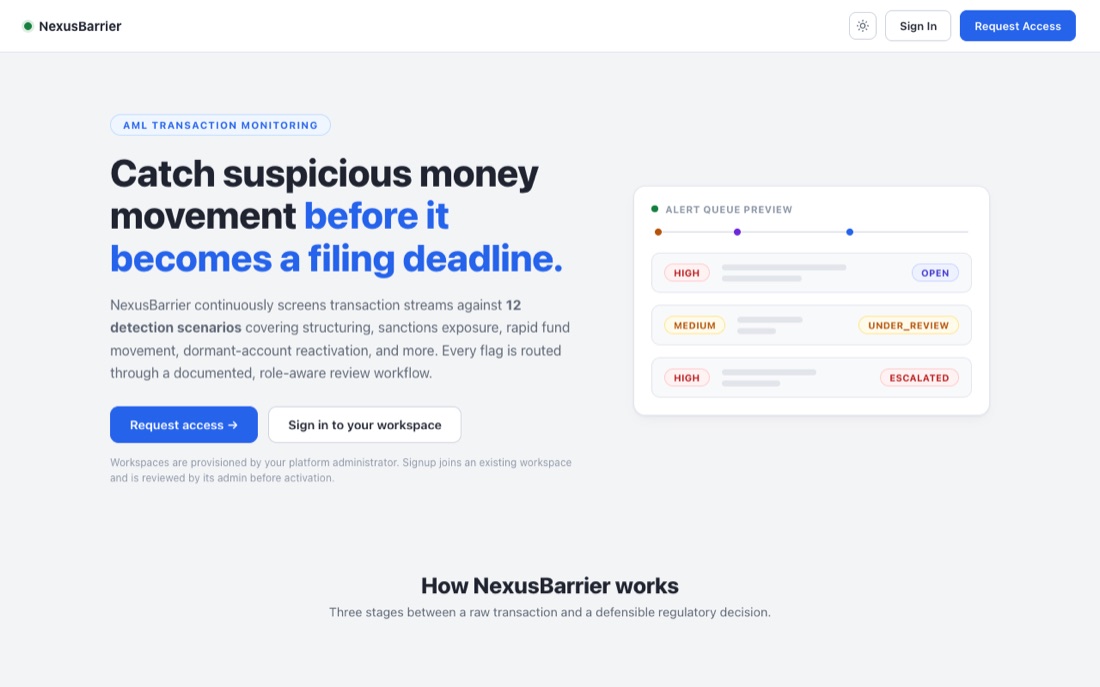 NexusBarrier
Sign In
Request Access
AML TRANSACTION MONITORING
Catch suspicious money
movement before it
becomes a filing deadline.
NexusBarrier continuously screens transaction streams against 12
detection scenarios covering structuring, sanctions exposure, rapid fund
movement, dormant-account reactivation, and more. Every flag is routed
through a documented, role-aware review workflow.
Request access →
Sign in to your workspace
Workspaces are provisioned by your platform administrator. Signup joins an existing workspace
and is reviewed by its admin before activation.
ALERT QUEUE PREVIEW
HIGH
OPEN
MEDIUM
UNDER_REVIEW
HIGH
ESCALATED
How NexusBarrier works
Three stages between a raw transaction and a defensible regulatory decision.